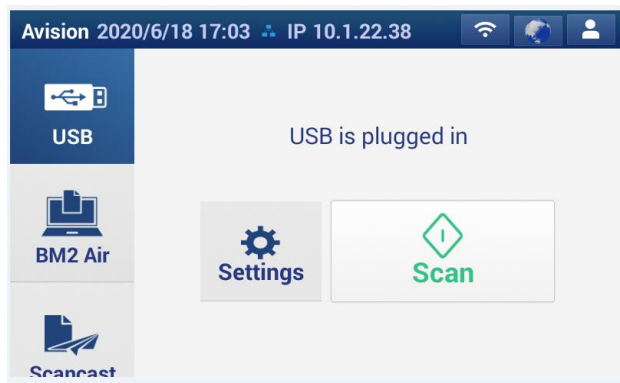 Avision 2020/6/18 17:03 IP 10.1.22.38
USB
USB is plugged in
BM2 Air
Settings
Scan
Scancast